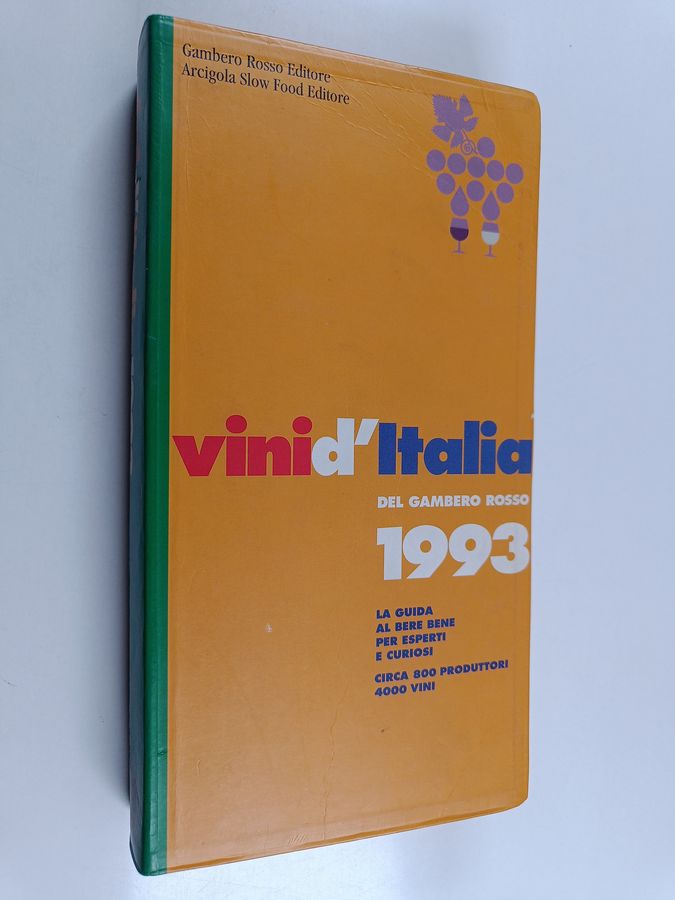 Gambero Rosso Editore
Arcigola Slow Food Editore
vinid'Italia
DEL GAMBERO ROSSO
1993
LA GUIDA
AL BERE BENE
PER ESPERTI
E CURIOSI
CIRCA 800 PRODUTTORI
4000 VINI